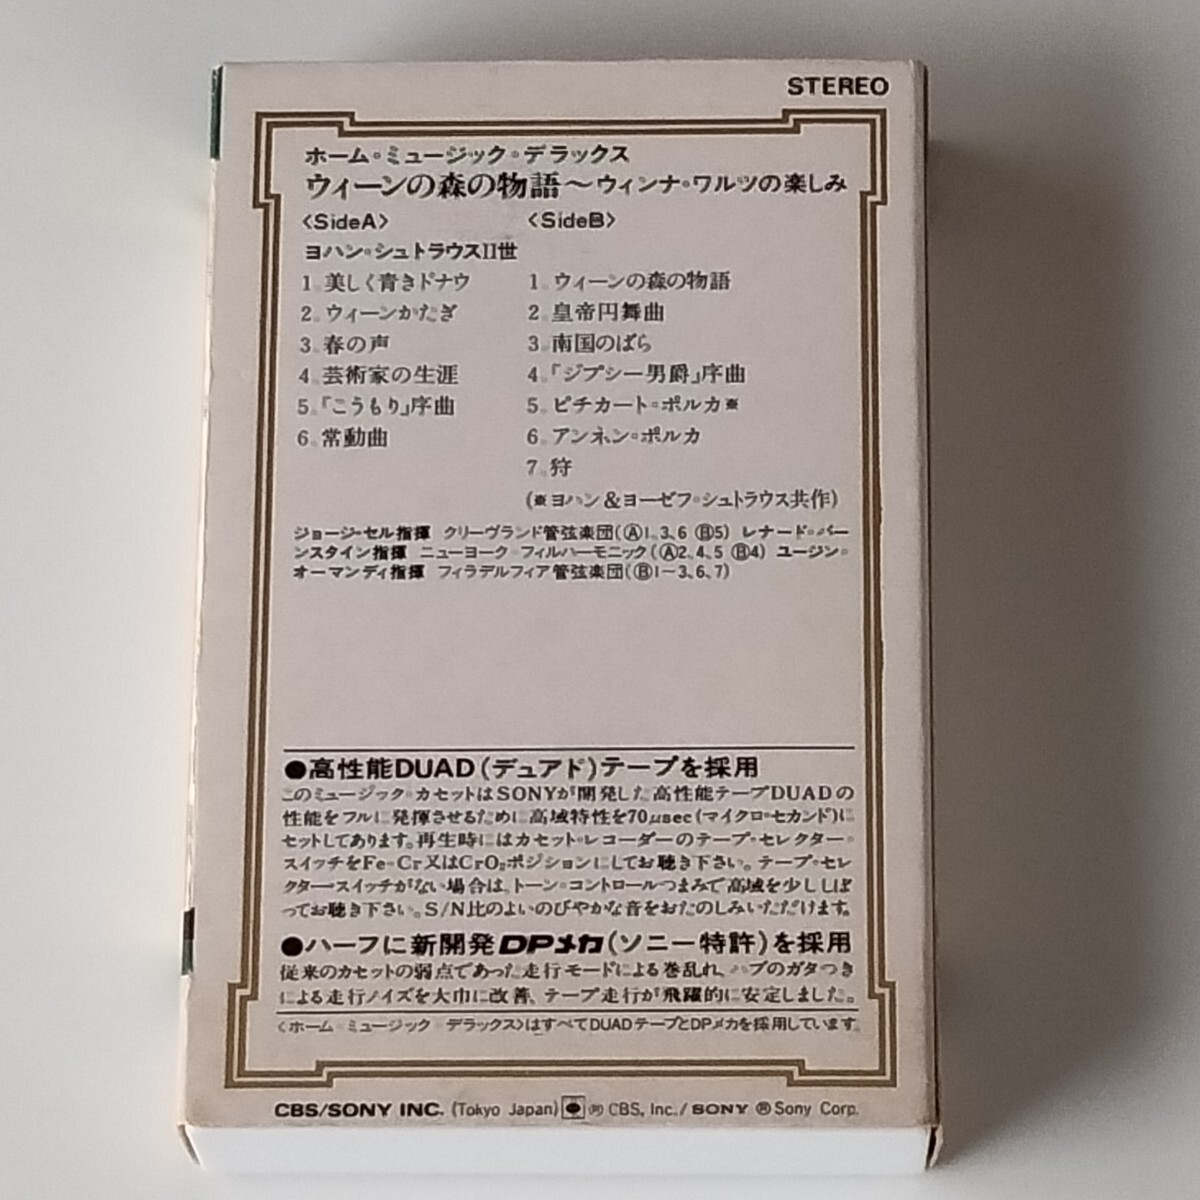 STEREO
ホーム・ミュージック・デラックス
ウィーンの森の物語〜ウィンナ・ワルツの楽しみ
〈SideA〉 〈SideB〉
ヨハン・シュトラウスII世
1. 美しく青きドナウ
2. ウィーンかたぎ
3. 春の声
4. 芸術家の生涯
5. 「こうもり」序曲
6. 常動曲
1. ウィーンの森の物語
2. 皇帝円舞曲
3. 南国のばら
4. 「ジプシー男爵」序曲
5. ピチカート・ポルカ※
6. アンネン・ポルカ
7. 狩
(※ヨハン&ヨーゼフ・シュトラウス共作)
ジョージ・セル指揮 クリーヴランド管弦楽団(Ⓐ1、3、6 Ⓑ5) レナード・バー
ンスタイン指揮 ニューヨーク・フィルハーモニック(Ⓐ2、4、5 Ⓑ4) ユージン・
オーマンディ指揮 フィラデルフィア管弦楽団(Ⓑ1−3、6、7)
●高性能DUAD(デュアド)テープを採用
このミュージック・カセットはSONYが開発した高性能テープDUADの
性能をフルに発揮させるために高域特性を70μsec(マイクロ・セカンド)に
セットしてあります。再生時にはカセット・レコーダーのテープ・セレクター・
スイッチをFe-Cr又はCrO₂ポジションにしてお聴き下さい。テープ・セレ
クター・スイッチがない場合は、トーン・コントロールつまみで高域を少ししぼ
ってお聴き下さい。S/N比のよいのびやかな音をおたのしみいただけます。
●ハーフに新開発DPメカ(ソニー特許)を採用
従来のカセットの弱点であった走行モードによる巻乱れ、ハブのガタつき
による走行ノイズを大巾に改善、テープ走行が飛躍的に安定しました。
〈ホーム・ミュージック・デラックス〉はすべてDUADテープとDPメカを採用しています。
CBS/SONY INC. (Tokyo Japan) Ⓟ CBS, Inc./ SONY ® Sony Corp.